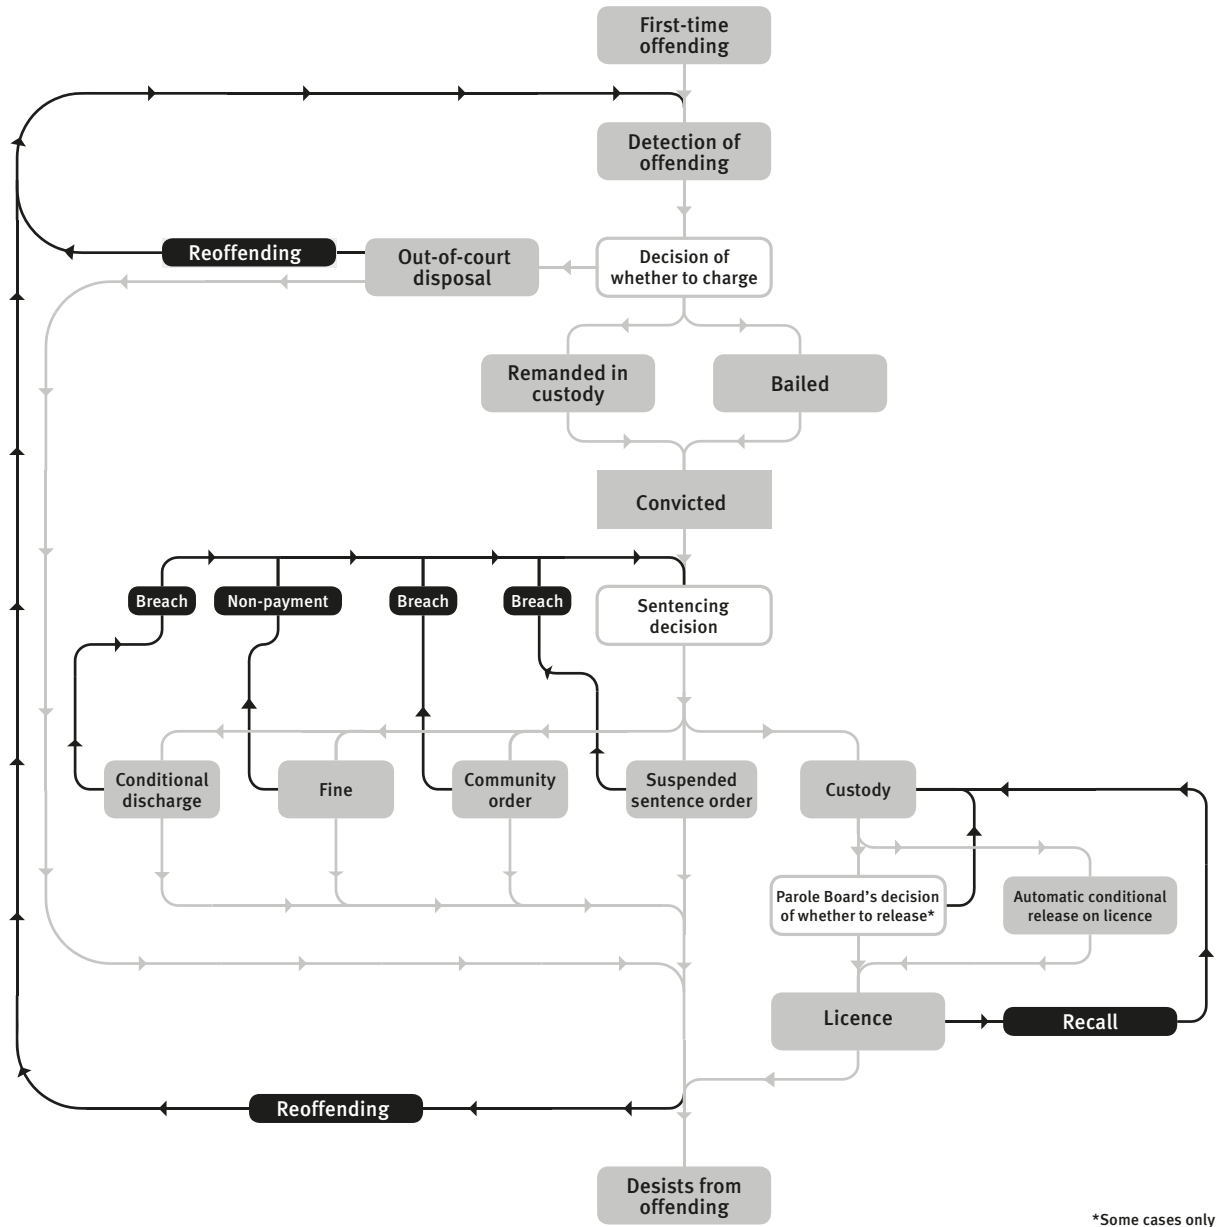 First-time
offending
Detection of
offending
Reoffending
Out-of-court
disposal
Decision of
whether to charge
Remanded in
custody
Bailed
Convicted
Breach
Non-payment
Breach
Breach
Sentencing
decision
Conditional
discharge
Fine
Community
order
Suspended
sentence order
Custody
Parole Board's decision
of whether to release*
Automatic conditional
release on licence
Licence
Recall
Reoffending
Desists from
offending
*Some cases only